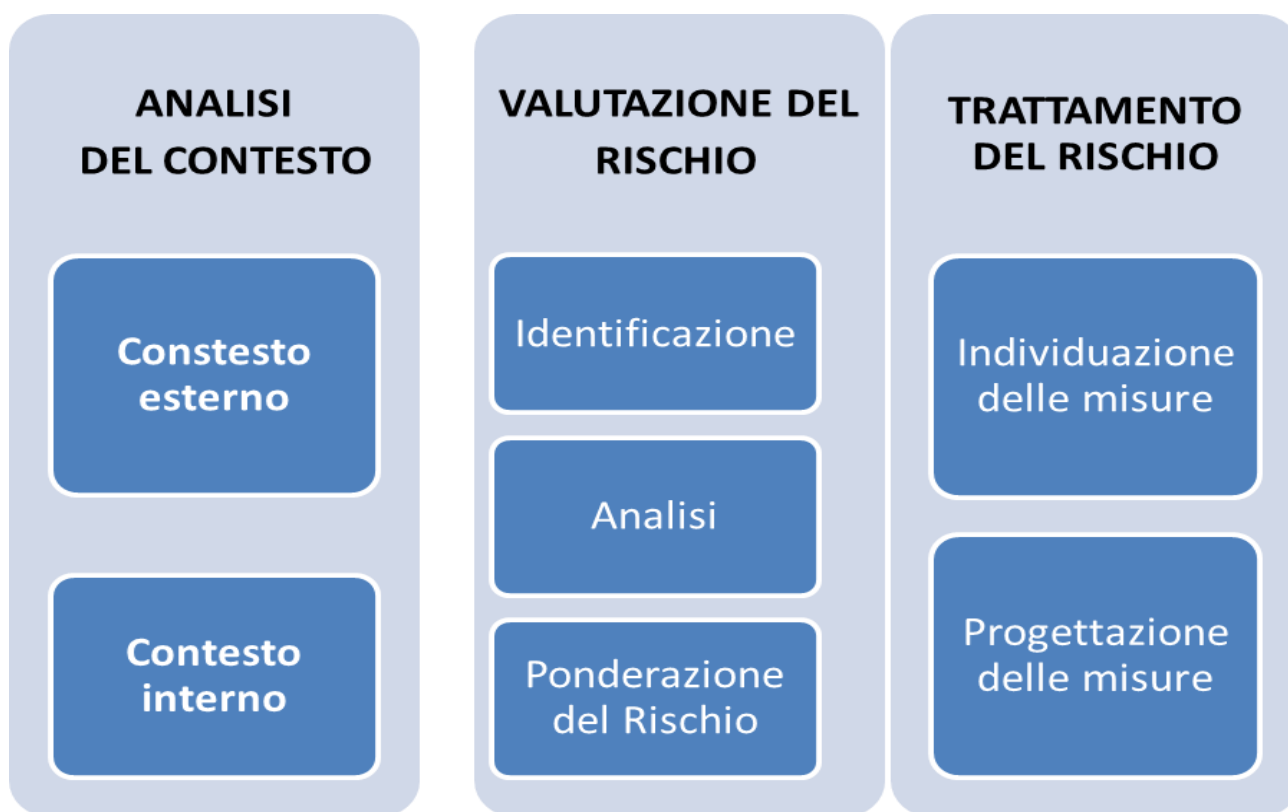 ANALISI
DEL CONTESTO
Constesto
esterno
Contesto
interno
VALUTAZIONE DEL
RISCHIO
Identificazione
Analisi
Ponderazione
del Rischio
TRATTAMENTO
DEL RISCHIO
Individuazione
delle misure
Progettazione
delle misure